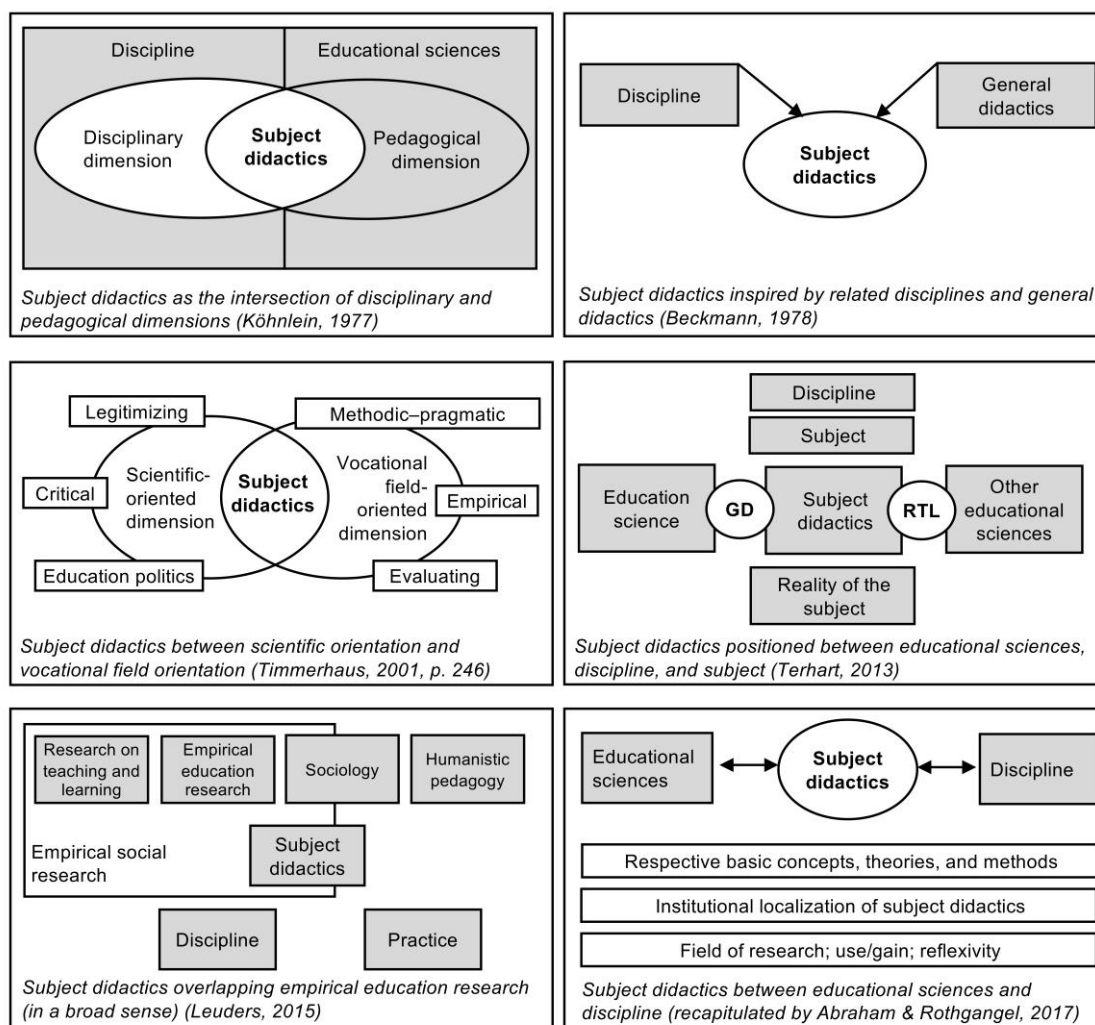 Discipline
Educational sciences
Disciplinary
dimension
Subject
didactics
Pedagogical
dimension
Subject didactics as the intersection of disciplinary and
pedagogical dimensions (Köhnlein, 1977)
Discipline
General
didactics
Subject
didactics
Subject didactics inspired by related disciplines and general
didactics (Beckmann, 1978)
Legitimizing
Methodic–pragmatic
Critical
Scientific-
oriented
dimension
Subject
didactics
Vocational
field-
oriented
dimension
Empirical
Education politics
Evaluating
Subject didactics between scientific orientation and
vocational field orientation (Timmerhaus, 2001, p. 246)
Discipline
Subject
Education
science
GD
Subject
didactics
RTL
Other
educational
sciences
Reality of the
subject
Subject didactics positioned between educational sciences,
discipline, and subject (Terhart, 2013)
Research on
teaching and
learning
Empirical
education
research
Sociology
Humanistic
pedagogy
Empirical social
research
Subject
didactics
Discipline
Practice
Subject didactics overlapping empirical education research
(in a broad sense) (Leuders, 2015)
Educational
sciences
Subject
didactics
Discipline
Respective basic concepts, theories, and methods
Institutional localization of subject didactics
Field of research; use/gain; reflexivity
Subject didactics between educational sciences and
discipline (recapitulated by Abraham & Rothgangel, 2017)